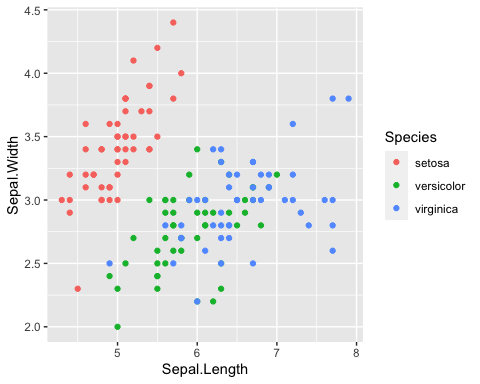 4.5
4.0
3.5
3.0
2.5
2.0
Sepal.Width
5
6
7
8
Sepal.Length
Species
setosa
versicolor
virginica